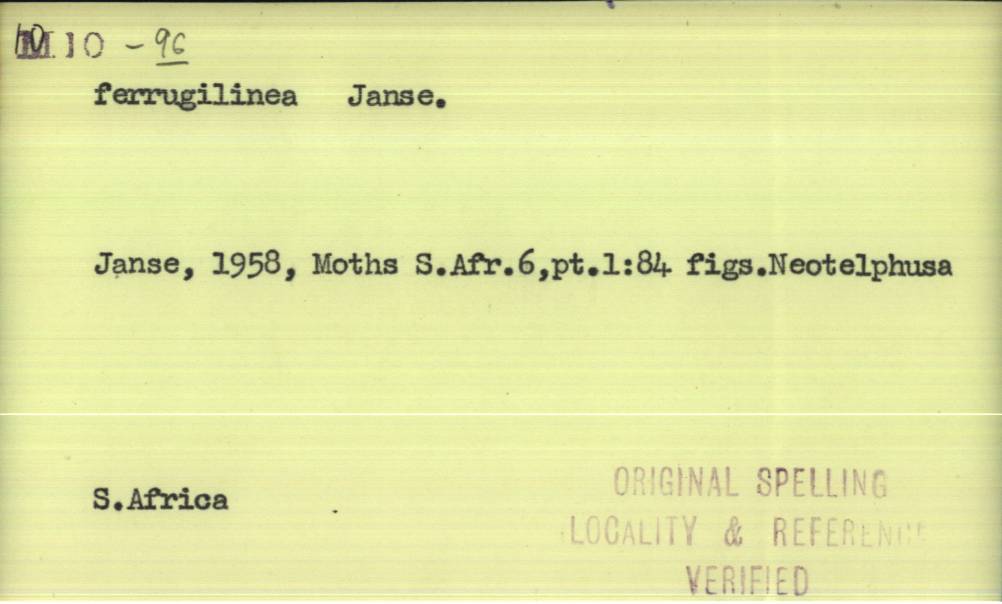 10 - 96
ferrugilinea Janse.
Janse, 1958, Moths S.Afr.6,pt.1:84 figs.Neotelphusa
S.Africa
ORIGINAL SPELLING
LOCALITY & REFERENCE
VERIFIED